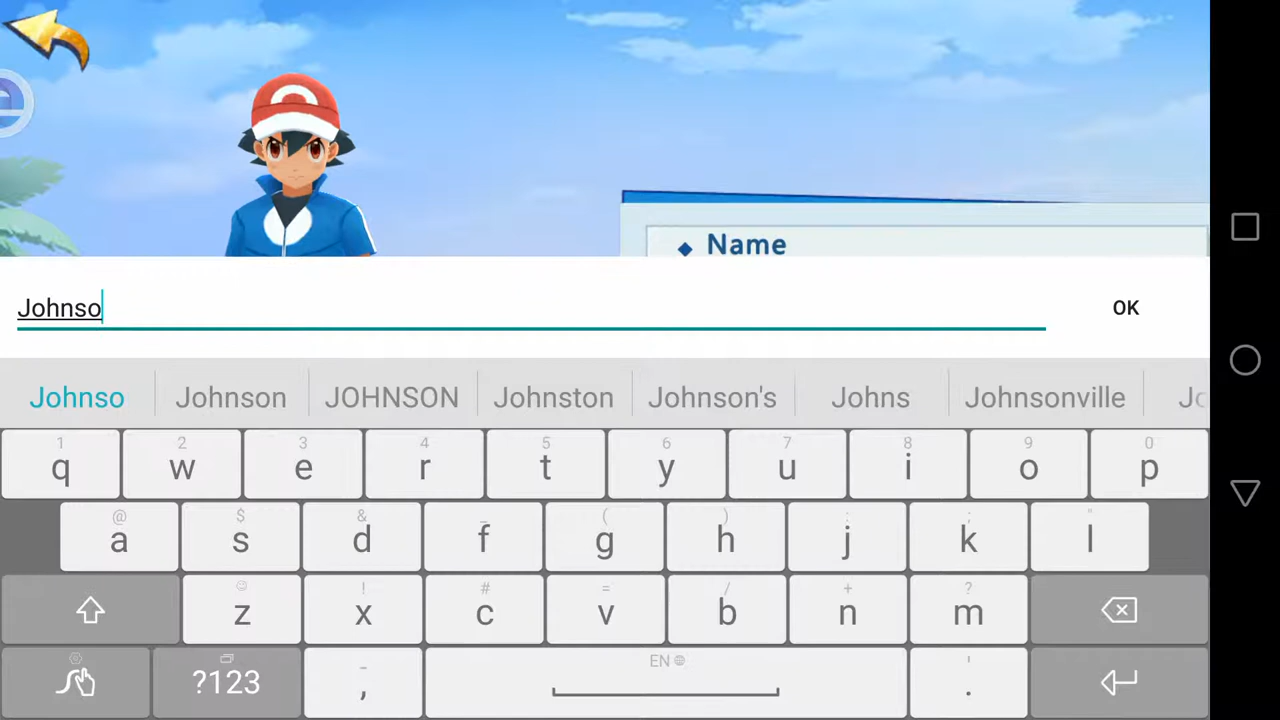 Name
Johnso
OK
Johnso Johnson JOHNSON Johnston Johnson's Johns Johnsonville Jo
1 2 3 4 5 6 7 8 9 0
q w e r t y u i o p
@ $ & _ ( ) : ; "
a s d f g h j k l
! # = / + ?
z x c v b n m
EN '
?123 , .